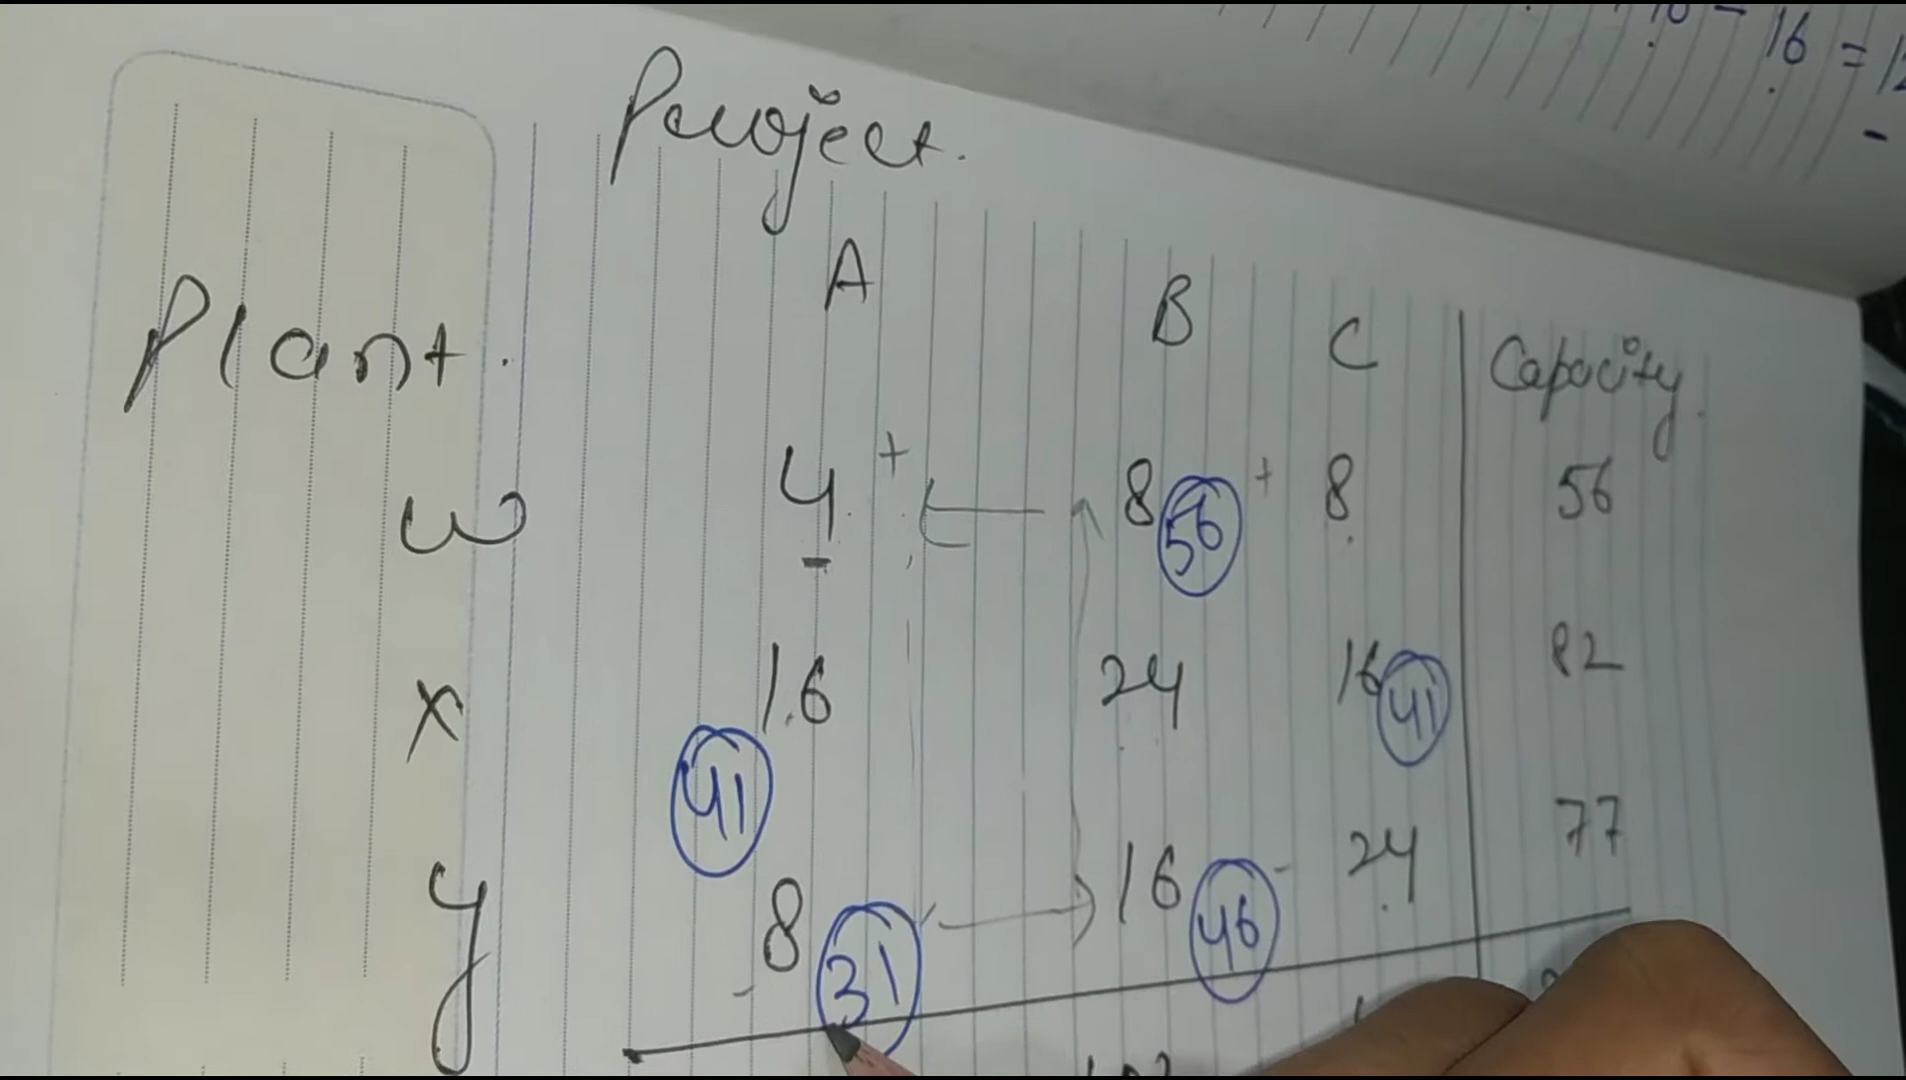 16 = 12
Project.
A B C Capacity
Plant.
w 4 + 8 56 + 8 56
x 16 24 16 41 82
41
y 8 31 16 46 - 24 77
-